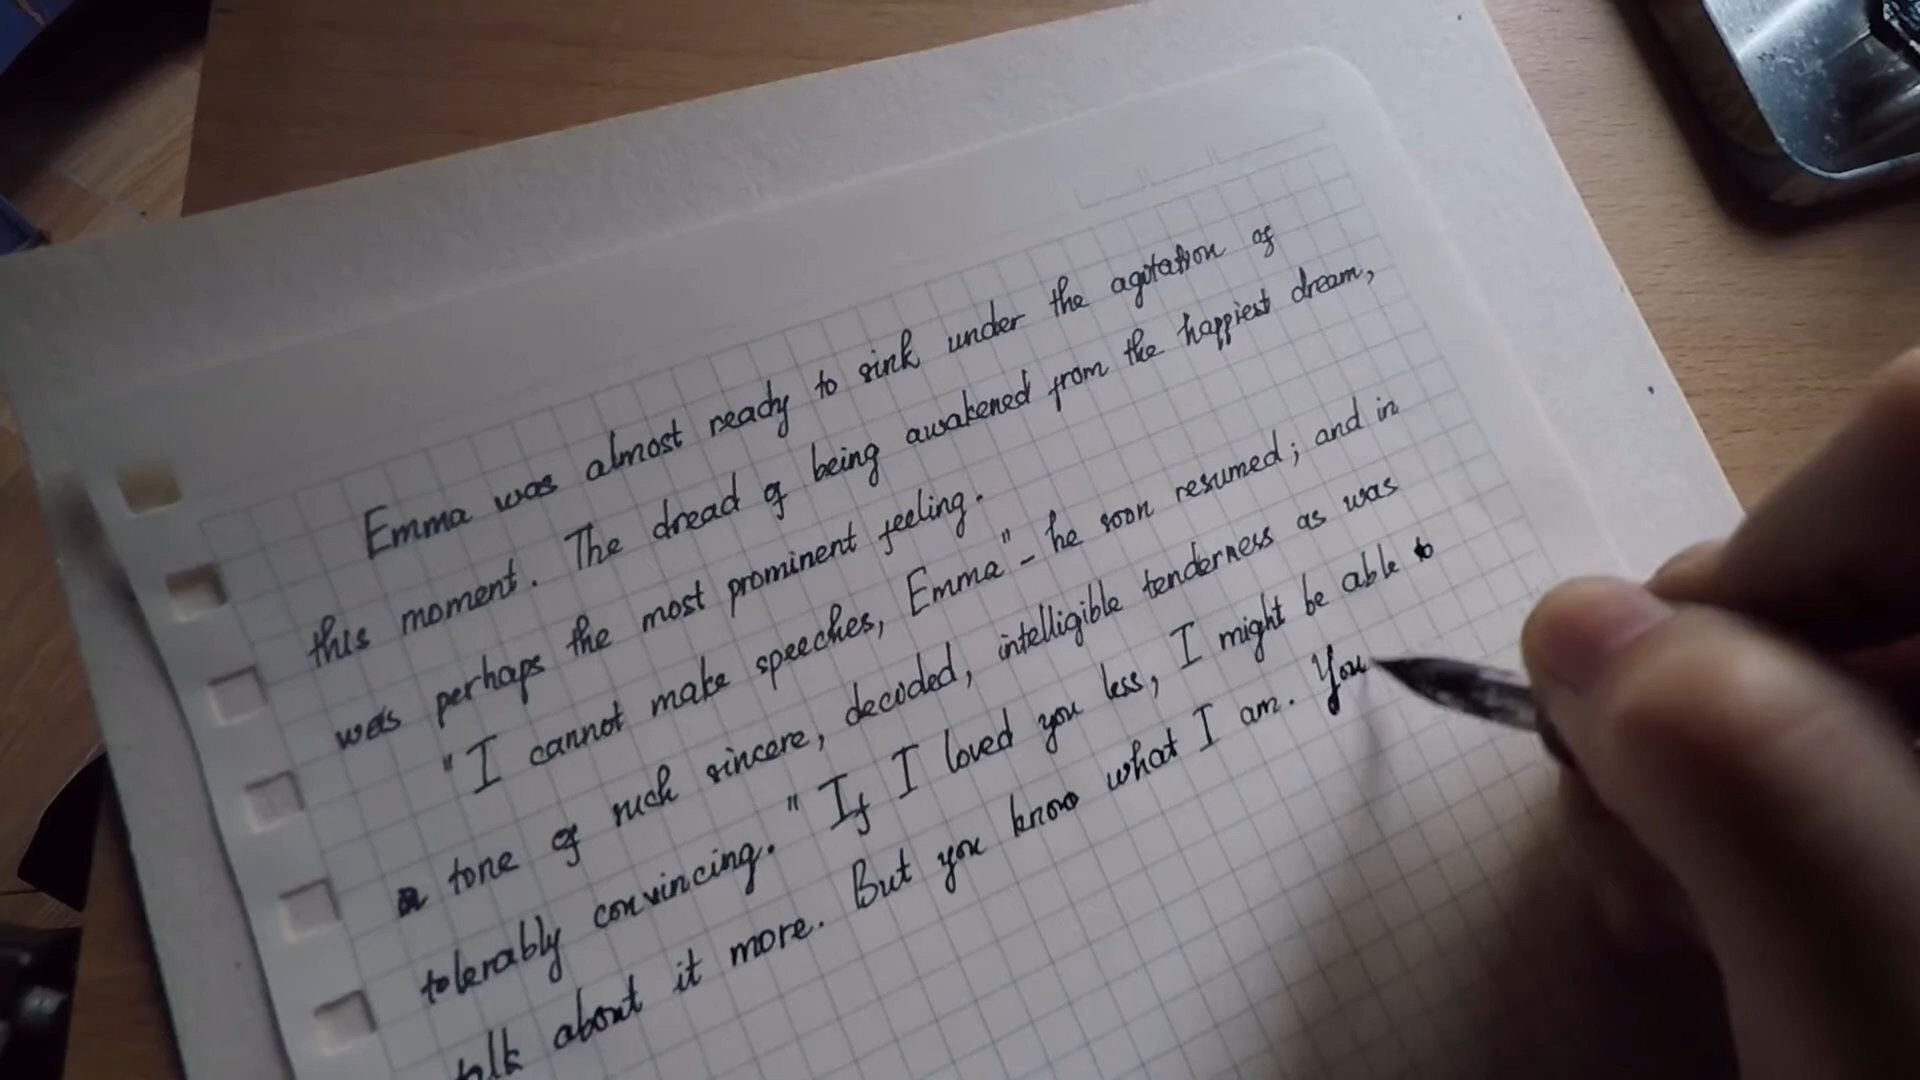 Emma was almost ready to sink under the agitation of
this moment. The dread of being awakened from the happiest dream,
was perhaps the most prominent feeling.
"I cannot make speeches, Emma"- he soon resumed; and in
a tone of such sincere, decoded, intelligible tenderness as was
tolerably convincing. "If I loved you less, I might be able to
talk about it more. But you know what I am. You